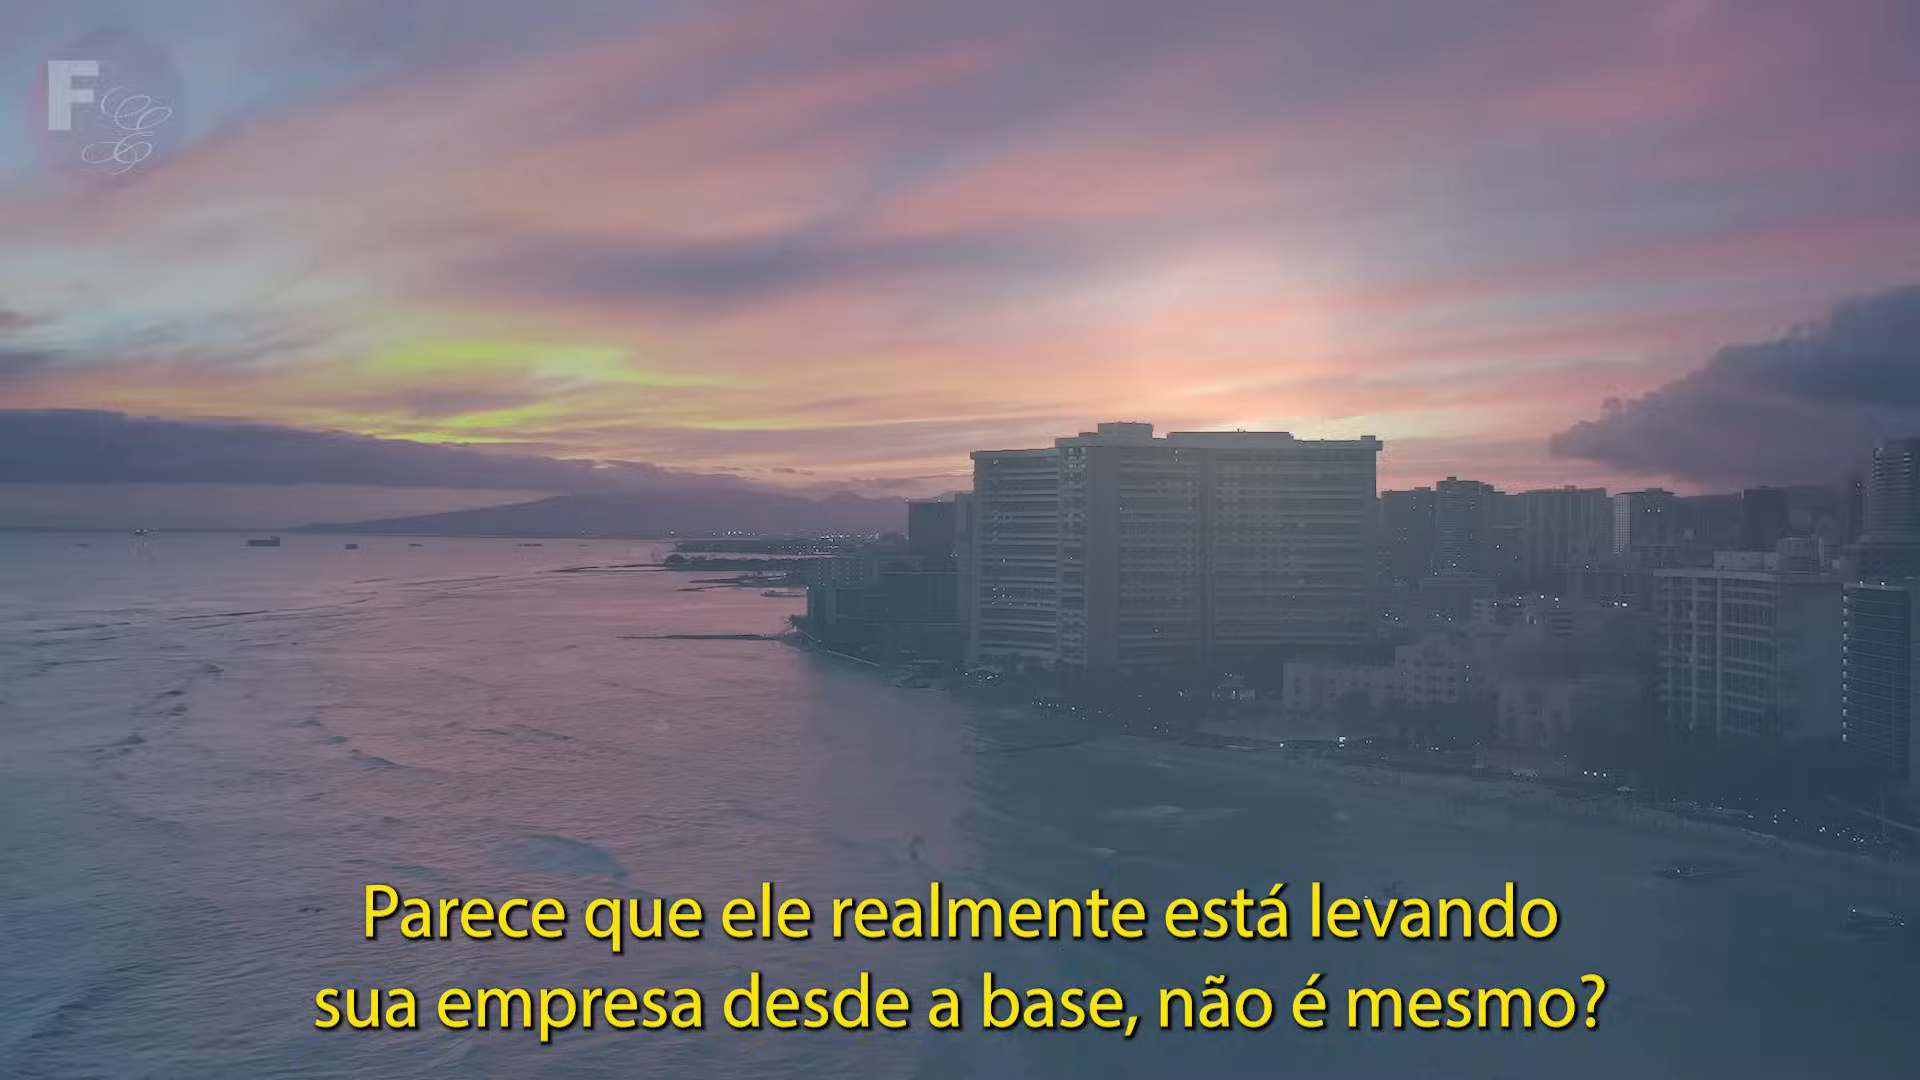 F
Parece que ele realmente está levando
sua empresa desde a base, não é mesmo?